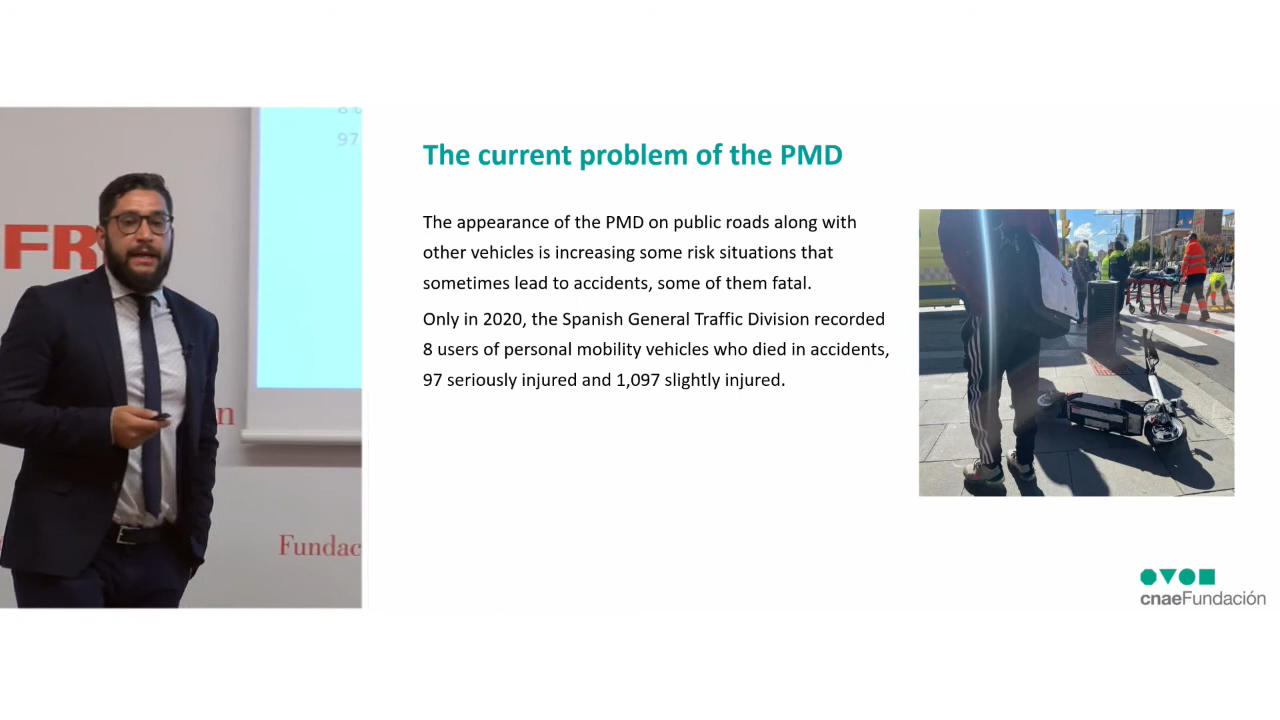 8
97
FR
n
Fundac
The current problem of the PMD
The appearance of the PMD on public roads along with
other vehicles is increasing some risk situations that
sometimes lead to accidents, some of them fatal.
Only in 2020, the Spanish General Traffic Division recorded
8 users of personal mobility vehicles who died in accidents,
97 seriously injured and 1,097 slightly injured.
cnaeFundación